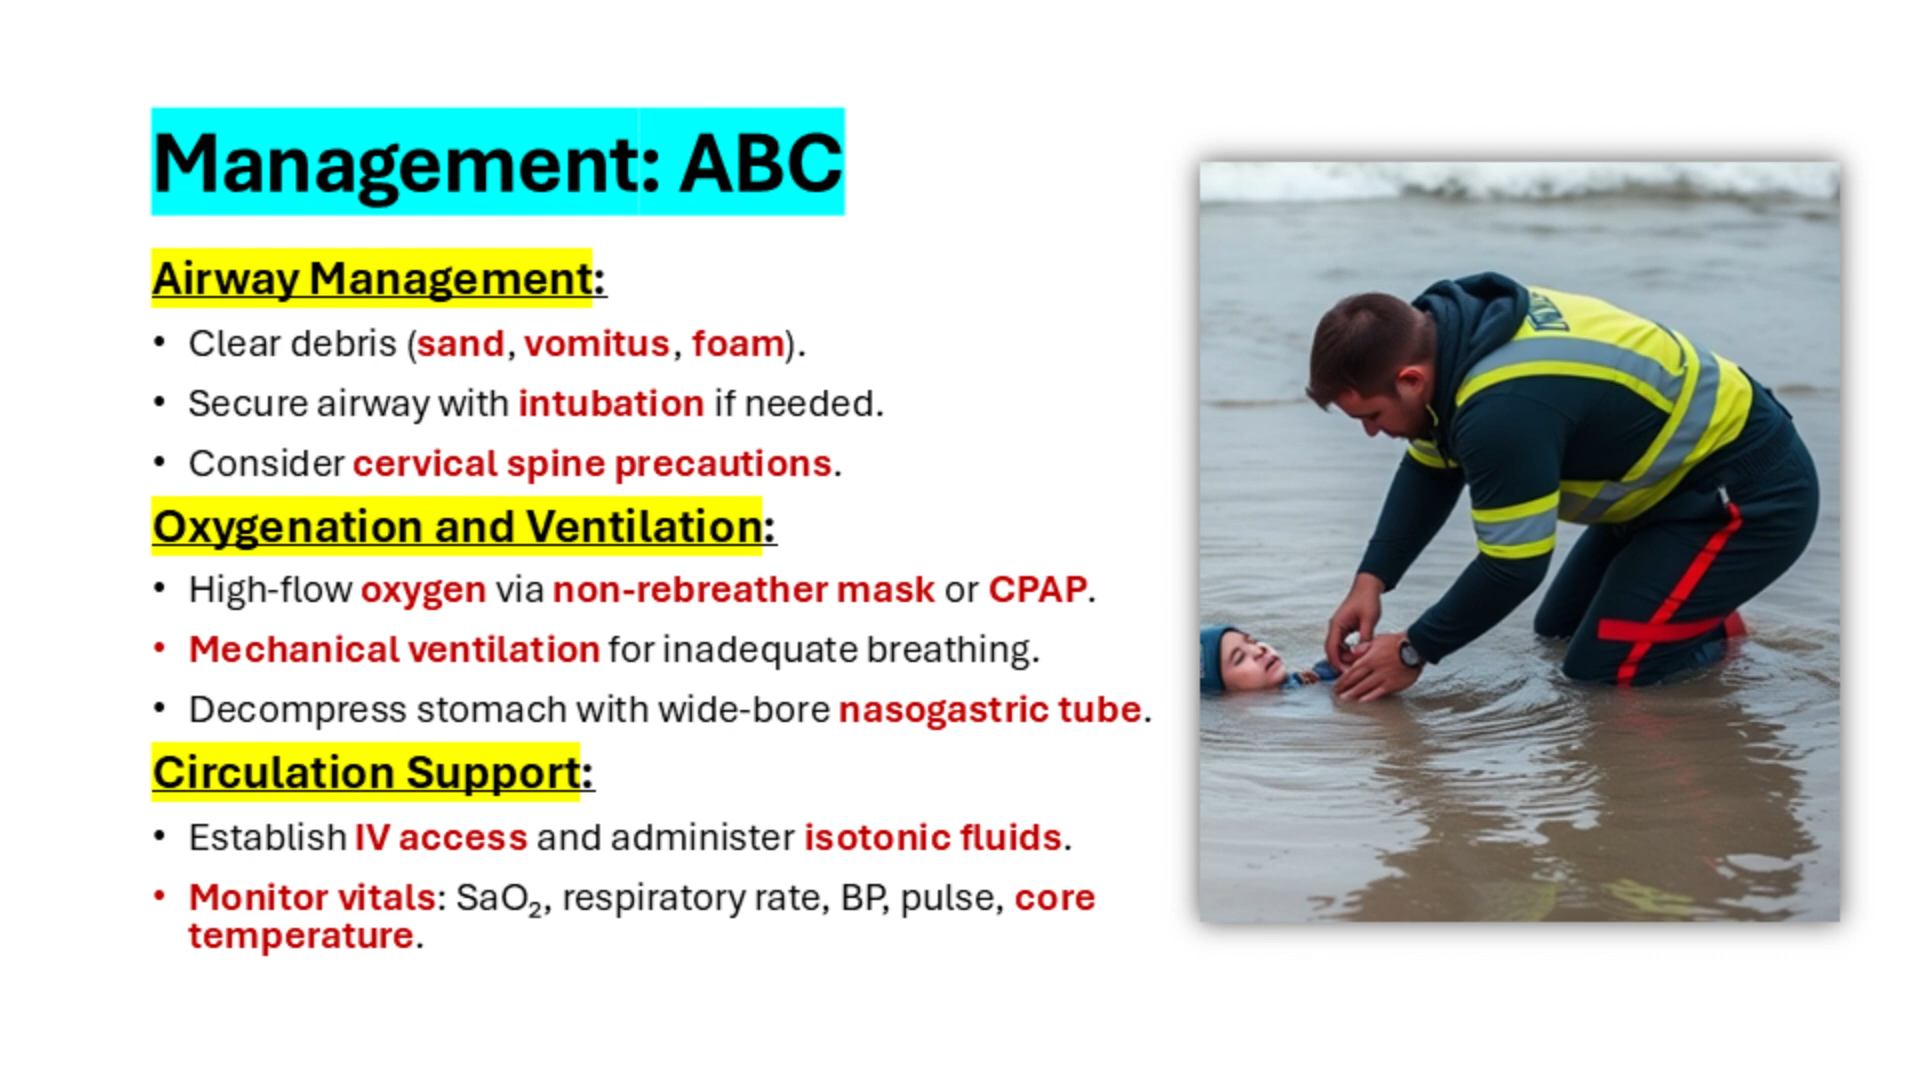 Management: ABC
Airway Management:
• Clear debris (sand, vomitus, foam).
• Secure airway with intubation if needed.
• Consider cervical spine precautions.
Oxygenation and Ventilation:
• High-flow oxygen via non-rebreather mask or CPAP.
• Mechanical ventilation for inadequate breathing.
• Decompress stomach with wide-bore nasogastric tube.
Circulation Support:
• Establish IV access and administer isotonic fluids.
• Monitor vitals: SaO₂, respiratory rate, BP, pulse, core
temperature.